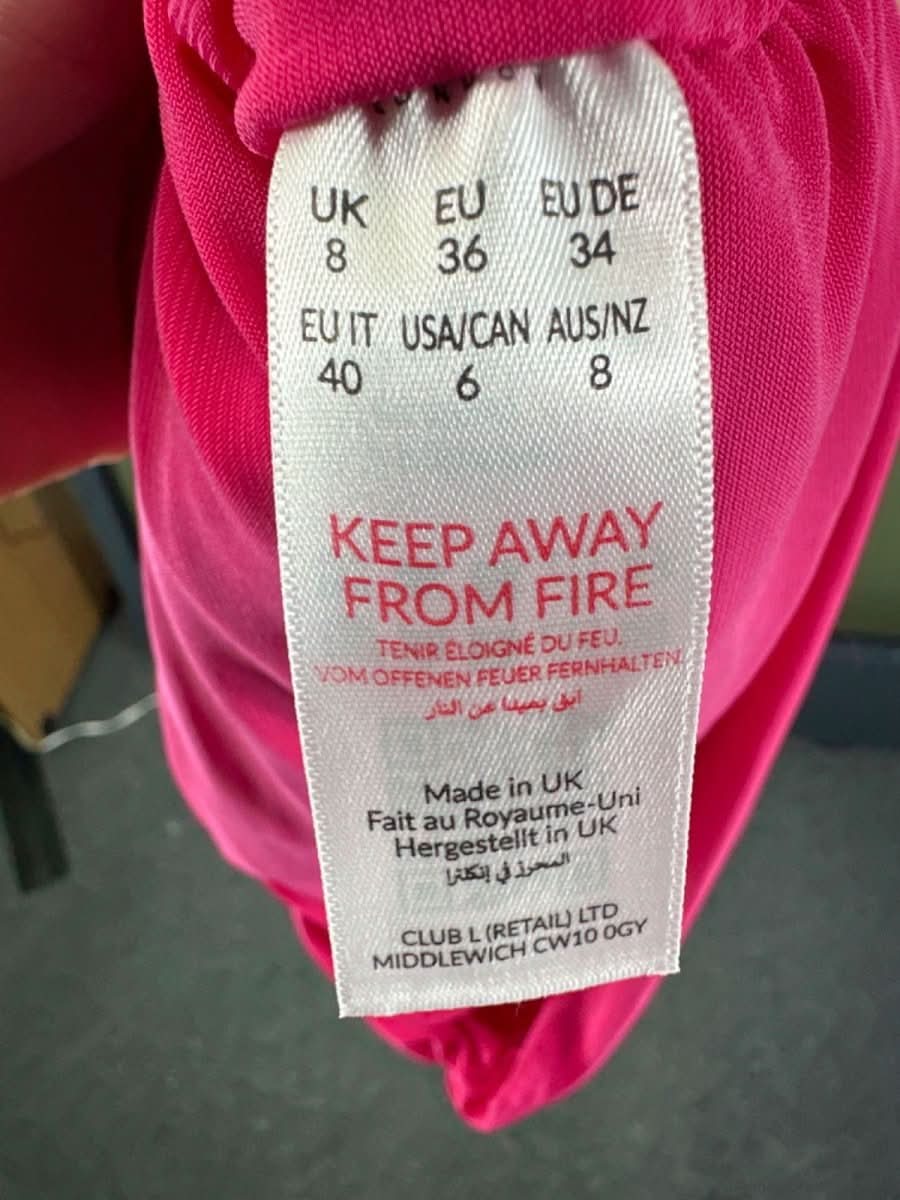 UK EU EU DE
8 36 34
EU IT USA/CAN AUS/NZ
40 6 8
KEEP AWAY
FROM FIRE
TENIR ÉLOIGNÉ DU FEU.
VOM OFFENEN FEUER FERNHALTEN.
ابق بعيدا عن النار
Made in UK
Fait au Royaume-Uni
Hergestellt in UK
المحرز في إنكلترا
CLUB L (RETAIL) LTD
MIDDLEWICH CW10 0GY